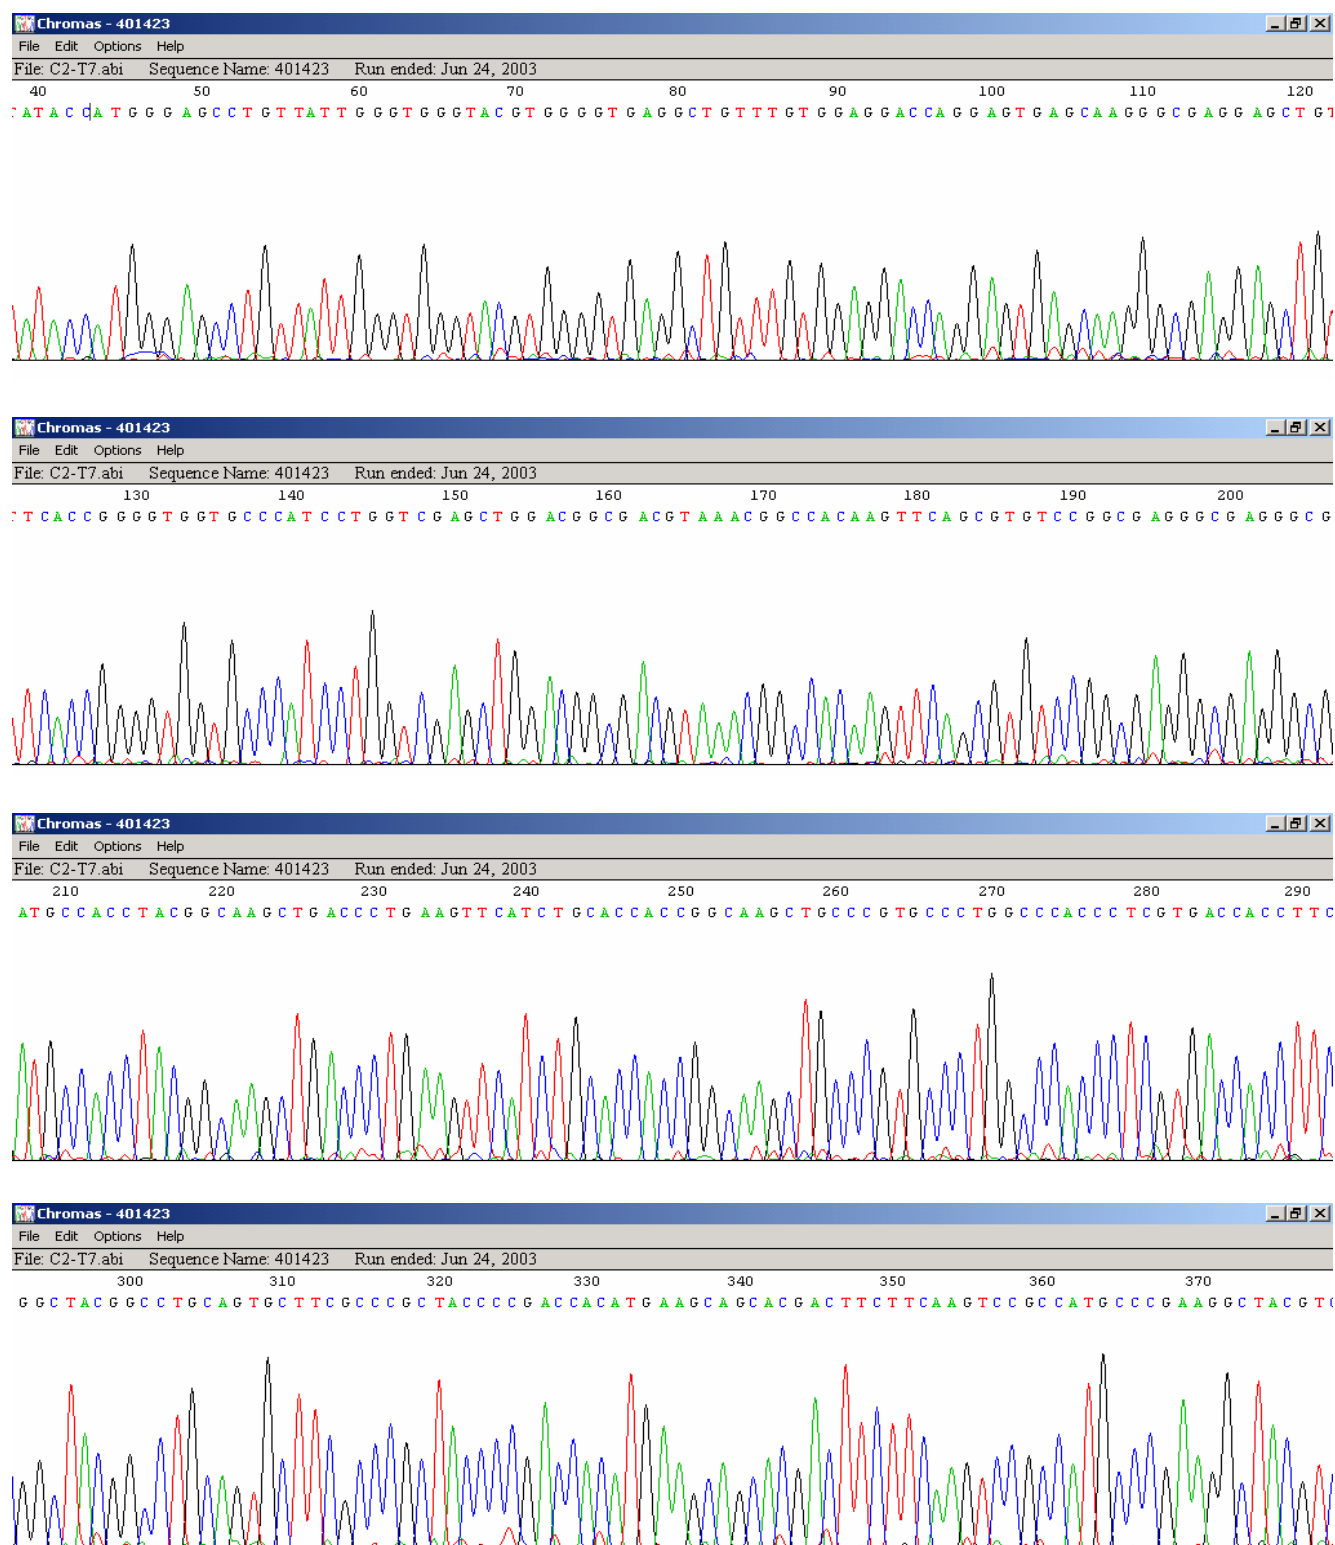 Chromas - 401423
File Edit Options Help
File: C2-T7.abi Sequence Name: 401423 Run ended: Jun 24, 2003
40 50 60 70 80 90 100 110 120
TATACCATGGGAGCCTGTTATTGGGTGGGTACGTGGGGTGAGGCTGTTTGTGGAGGACCAGGAGTGAGCAAGGGCGAGGAGCTGT
Chromas - 401423
File Edit Options Help
File: C2-T7.abi Sequence Name: 401423 Run ended: Jun 24, 2003
130 140 150 160 170 180 190 200
TTCACCGGGGTGGTGCCCATCCTGGTCGAGCTGGACGGCGACGTAAACGGCCACAAGTTCAGCGTGTCCGGCGAGGGCGAGGGCG
Chromas - 401423
File Edit Options Help
File: C2-T7.abi Sequence Name: 401423 Run ended: Jun 24, 2003
210 220 230 240 250 260 270 280 290
ATGCCACCTACGGCAAGCTGACCCTGAAGTTCATCTGCACCACCGGCAAGCTGCCCGTGCCCTGGCCCACCCTCGTGACCACCTTC
Chromas - 401423
File Edit Options Help
File: C2-T7.abi Sequence Name: 401423 Run ended: Jun 24, 2003
300 310 320 330 340 350 360 370
GGCTACGGCCTGCAGTGCTTCGCCCGCTACCCCGACCACATGAAGCAGCACGACTTCTTCAAGTCCGCCATGCCCGAAGGCTACGTC